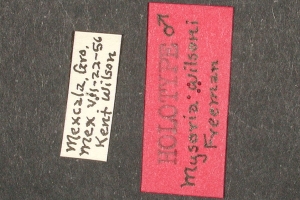 Mexcala, Gro.
Mex VII-22-56
Kent Wilson
HOLOTYPE ♂
Mysoria wilsoni
Freeman